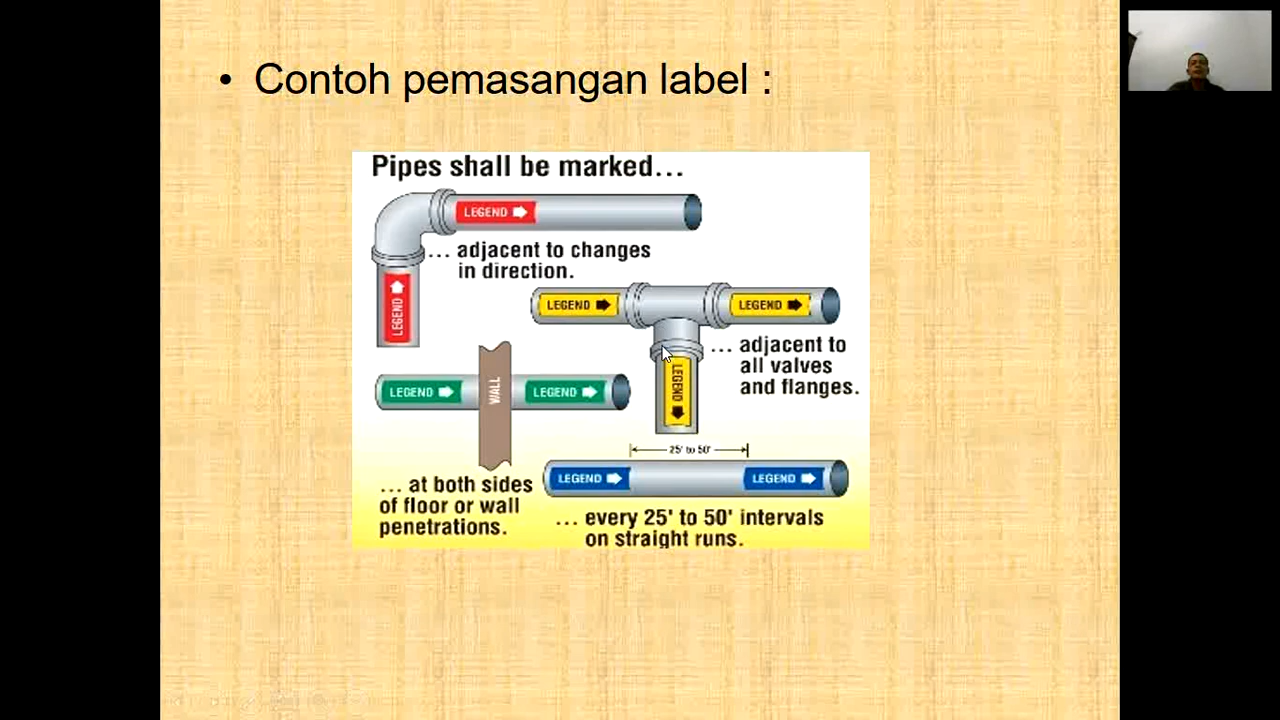 • Contoh pemasangan label :
Pipes shall be marked...
LEGEND
... adjacent to changes
in direction.
LEGEND
LEGEND
LEGEND
... adjacent to
all valves
and flanges.
LEGEND
LEGEND
WALL
LEGEND
25' to 50'
LEGEND
LEGEND
... at both sides
of floor or wall
penetrations.
... every 25' to 50' intervals
on straight runs.